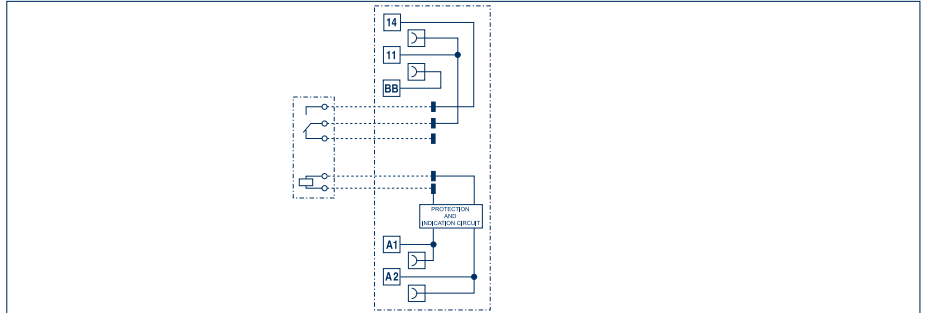 14
11
BB
PROTECTION
AND
INDICATION CIRCUIT
A1
A2